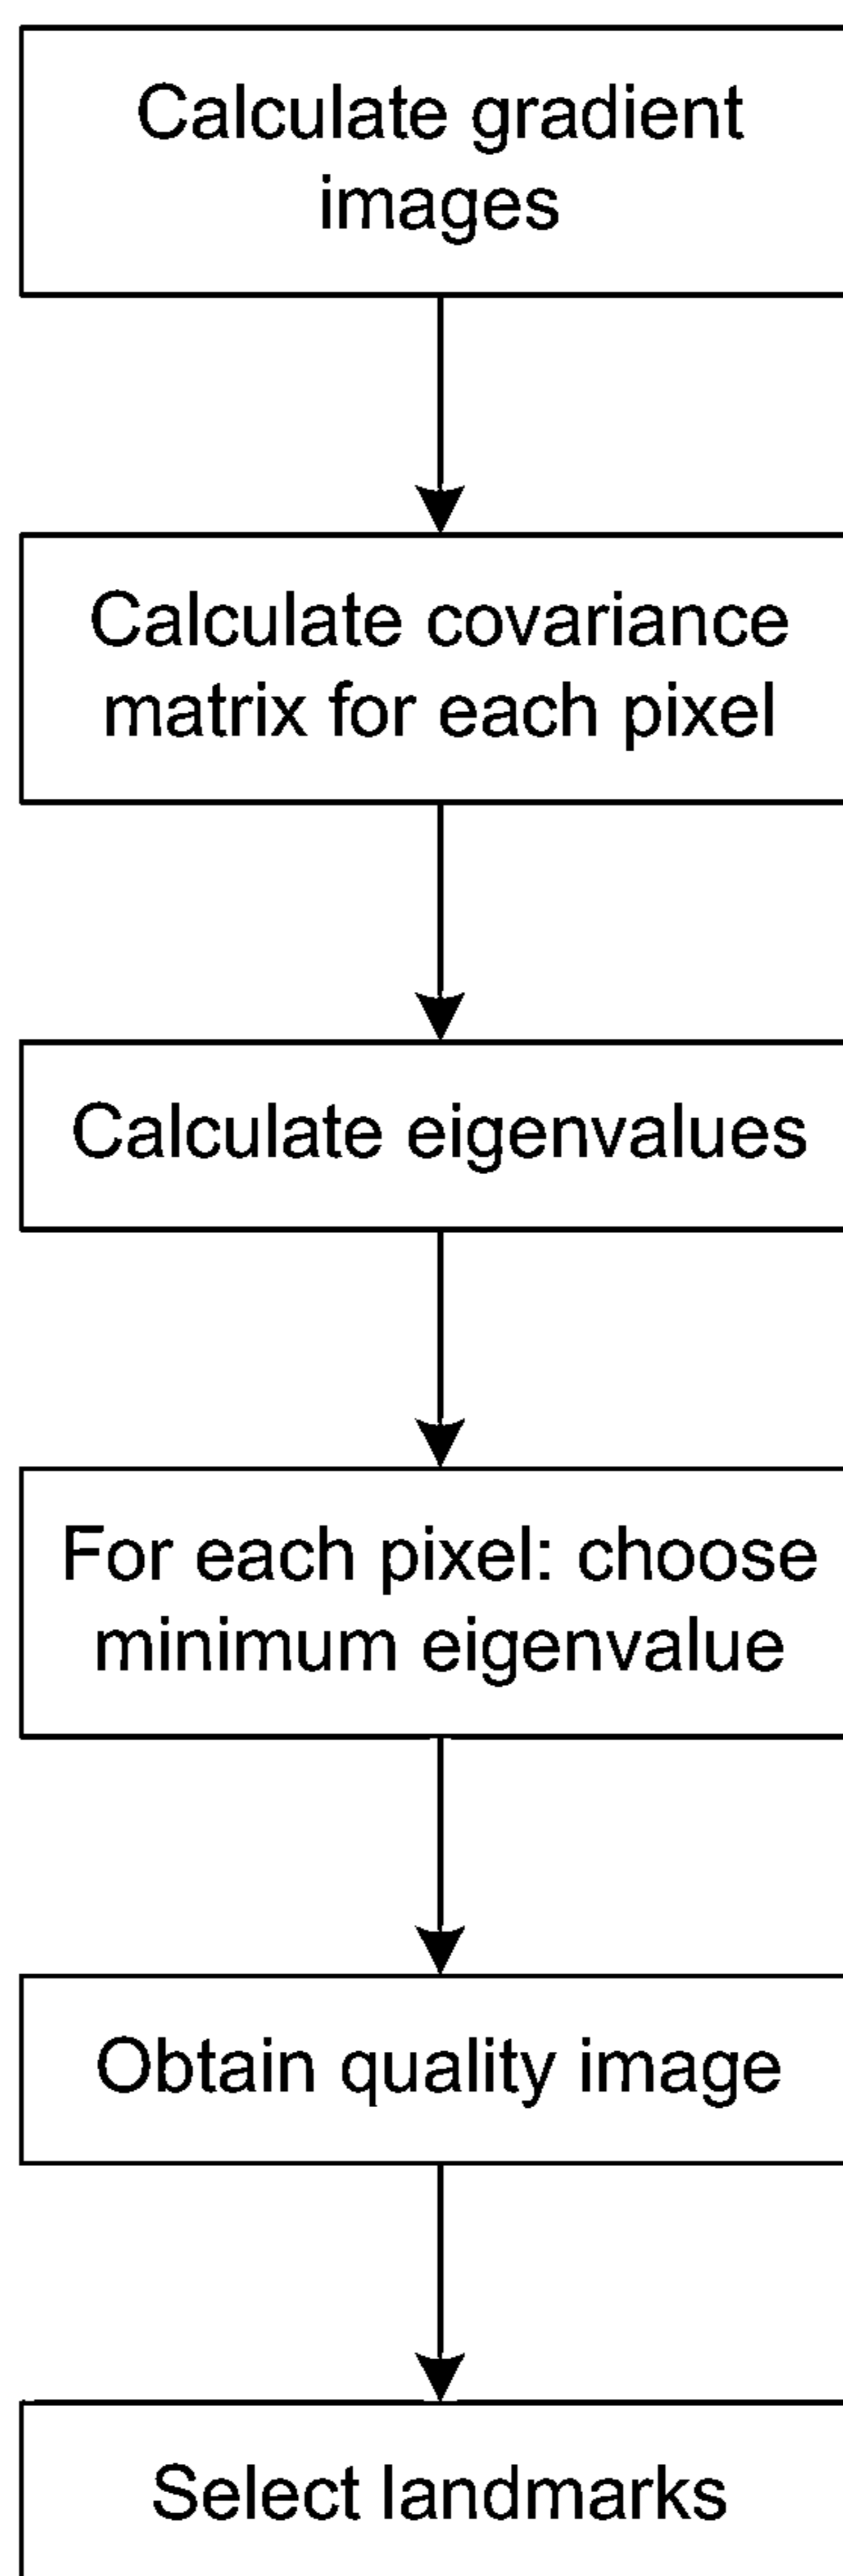 Calculate gradient
images
Calculate covariance
matrix for each pixel
Calculate eigenvalues
For each pixel: choose
minimum eigenvalue
Obtain quality image
Select landmarks